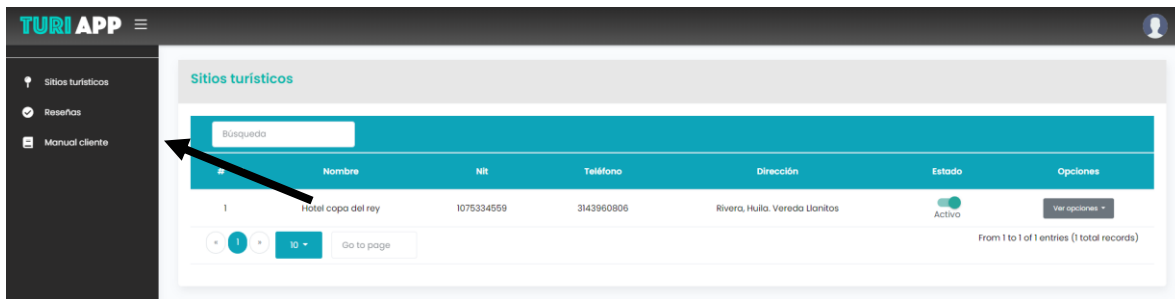 TURI APP
Sitios turisticos
Reseñas
Manual cliente
Sitios turísticos
Búsqueda
# Nombre Nit Teléfono Dirección Estado Opciones
1 Hotel copa del rey 1075334559 3143960806 Rivera, Huila. Vereda Llanitos Activo Ver opciones
« 1 » 10 Go to page From 1 to 1 of 1 entries (1 total records)